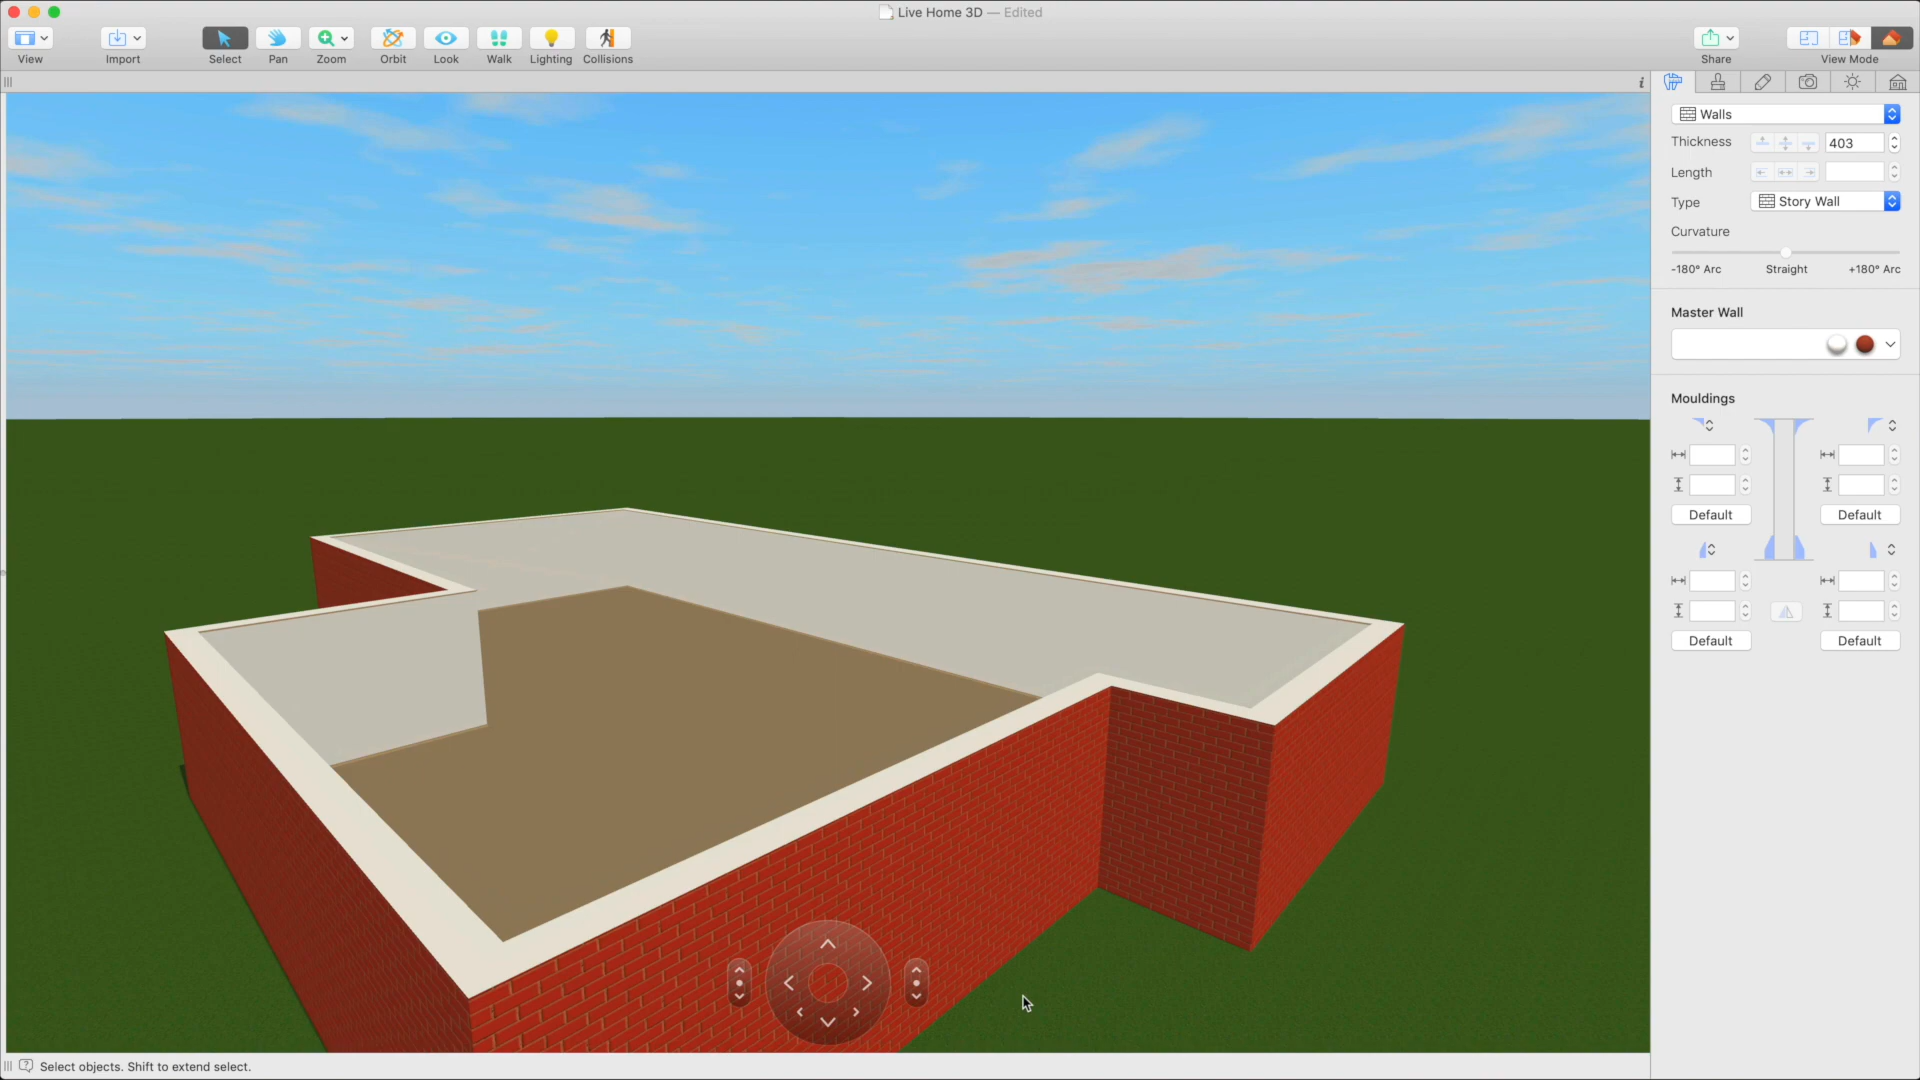 Live Home 3D — Edited
View
Import
Select
Pan
Zoom
Orbit
Look
Walk
Lighting
Collisions
Share
View Mode
i
Walls
Thickness
403
Length
Type
Story Wall
Curvature
-180° Arc
Straight
+180° Arc
Master Wall
Mouldings
Default
Default
Default
Default
? Select objects. Shift to extend select.